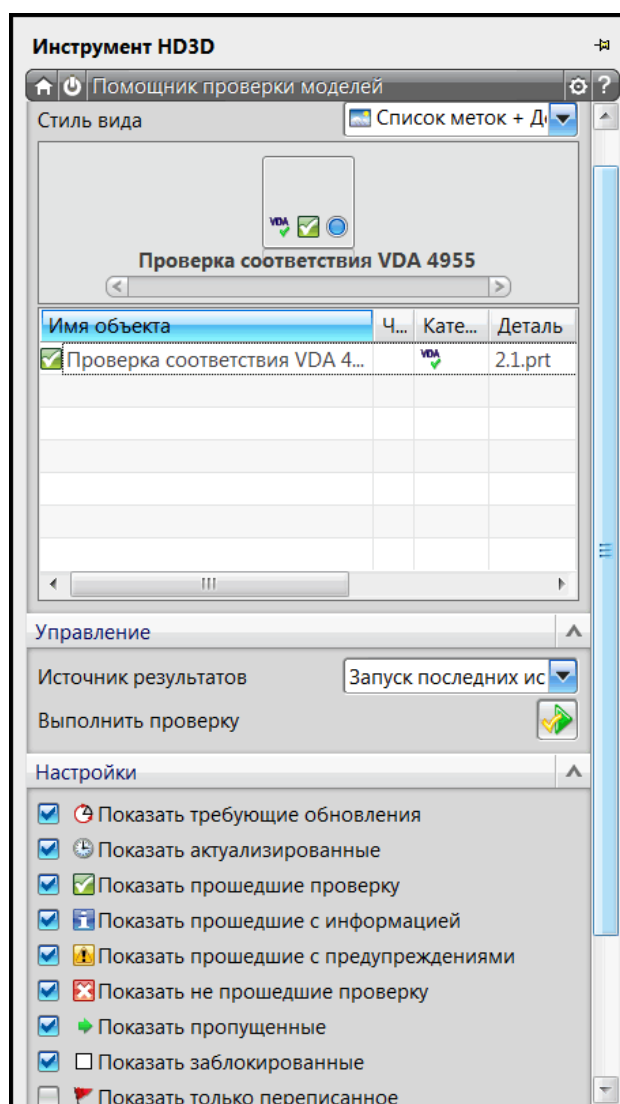 Инструмент HD3D
Помощник проверки моделей
?
Стиль вида
Список меток + Д
VDA
Проверка соответствия VDA 4955
Имя объекта Ч... Кате... Деталь
Проверка соответствия VDA 4... VDA 2.1.prt
Управление
Источник результатов Запуск последних ис
Выполнить проверку
Настройки
Показать требующие обновления
Показать актуализированные
Показать прошедшие проверку
Показать прошедшие с информацией
Показать прошедшие с предупреждениями
Показать не прошедшие проверку
Показать пропущенные
Показать заблокированные
Показать только переписанное